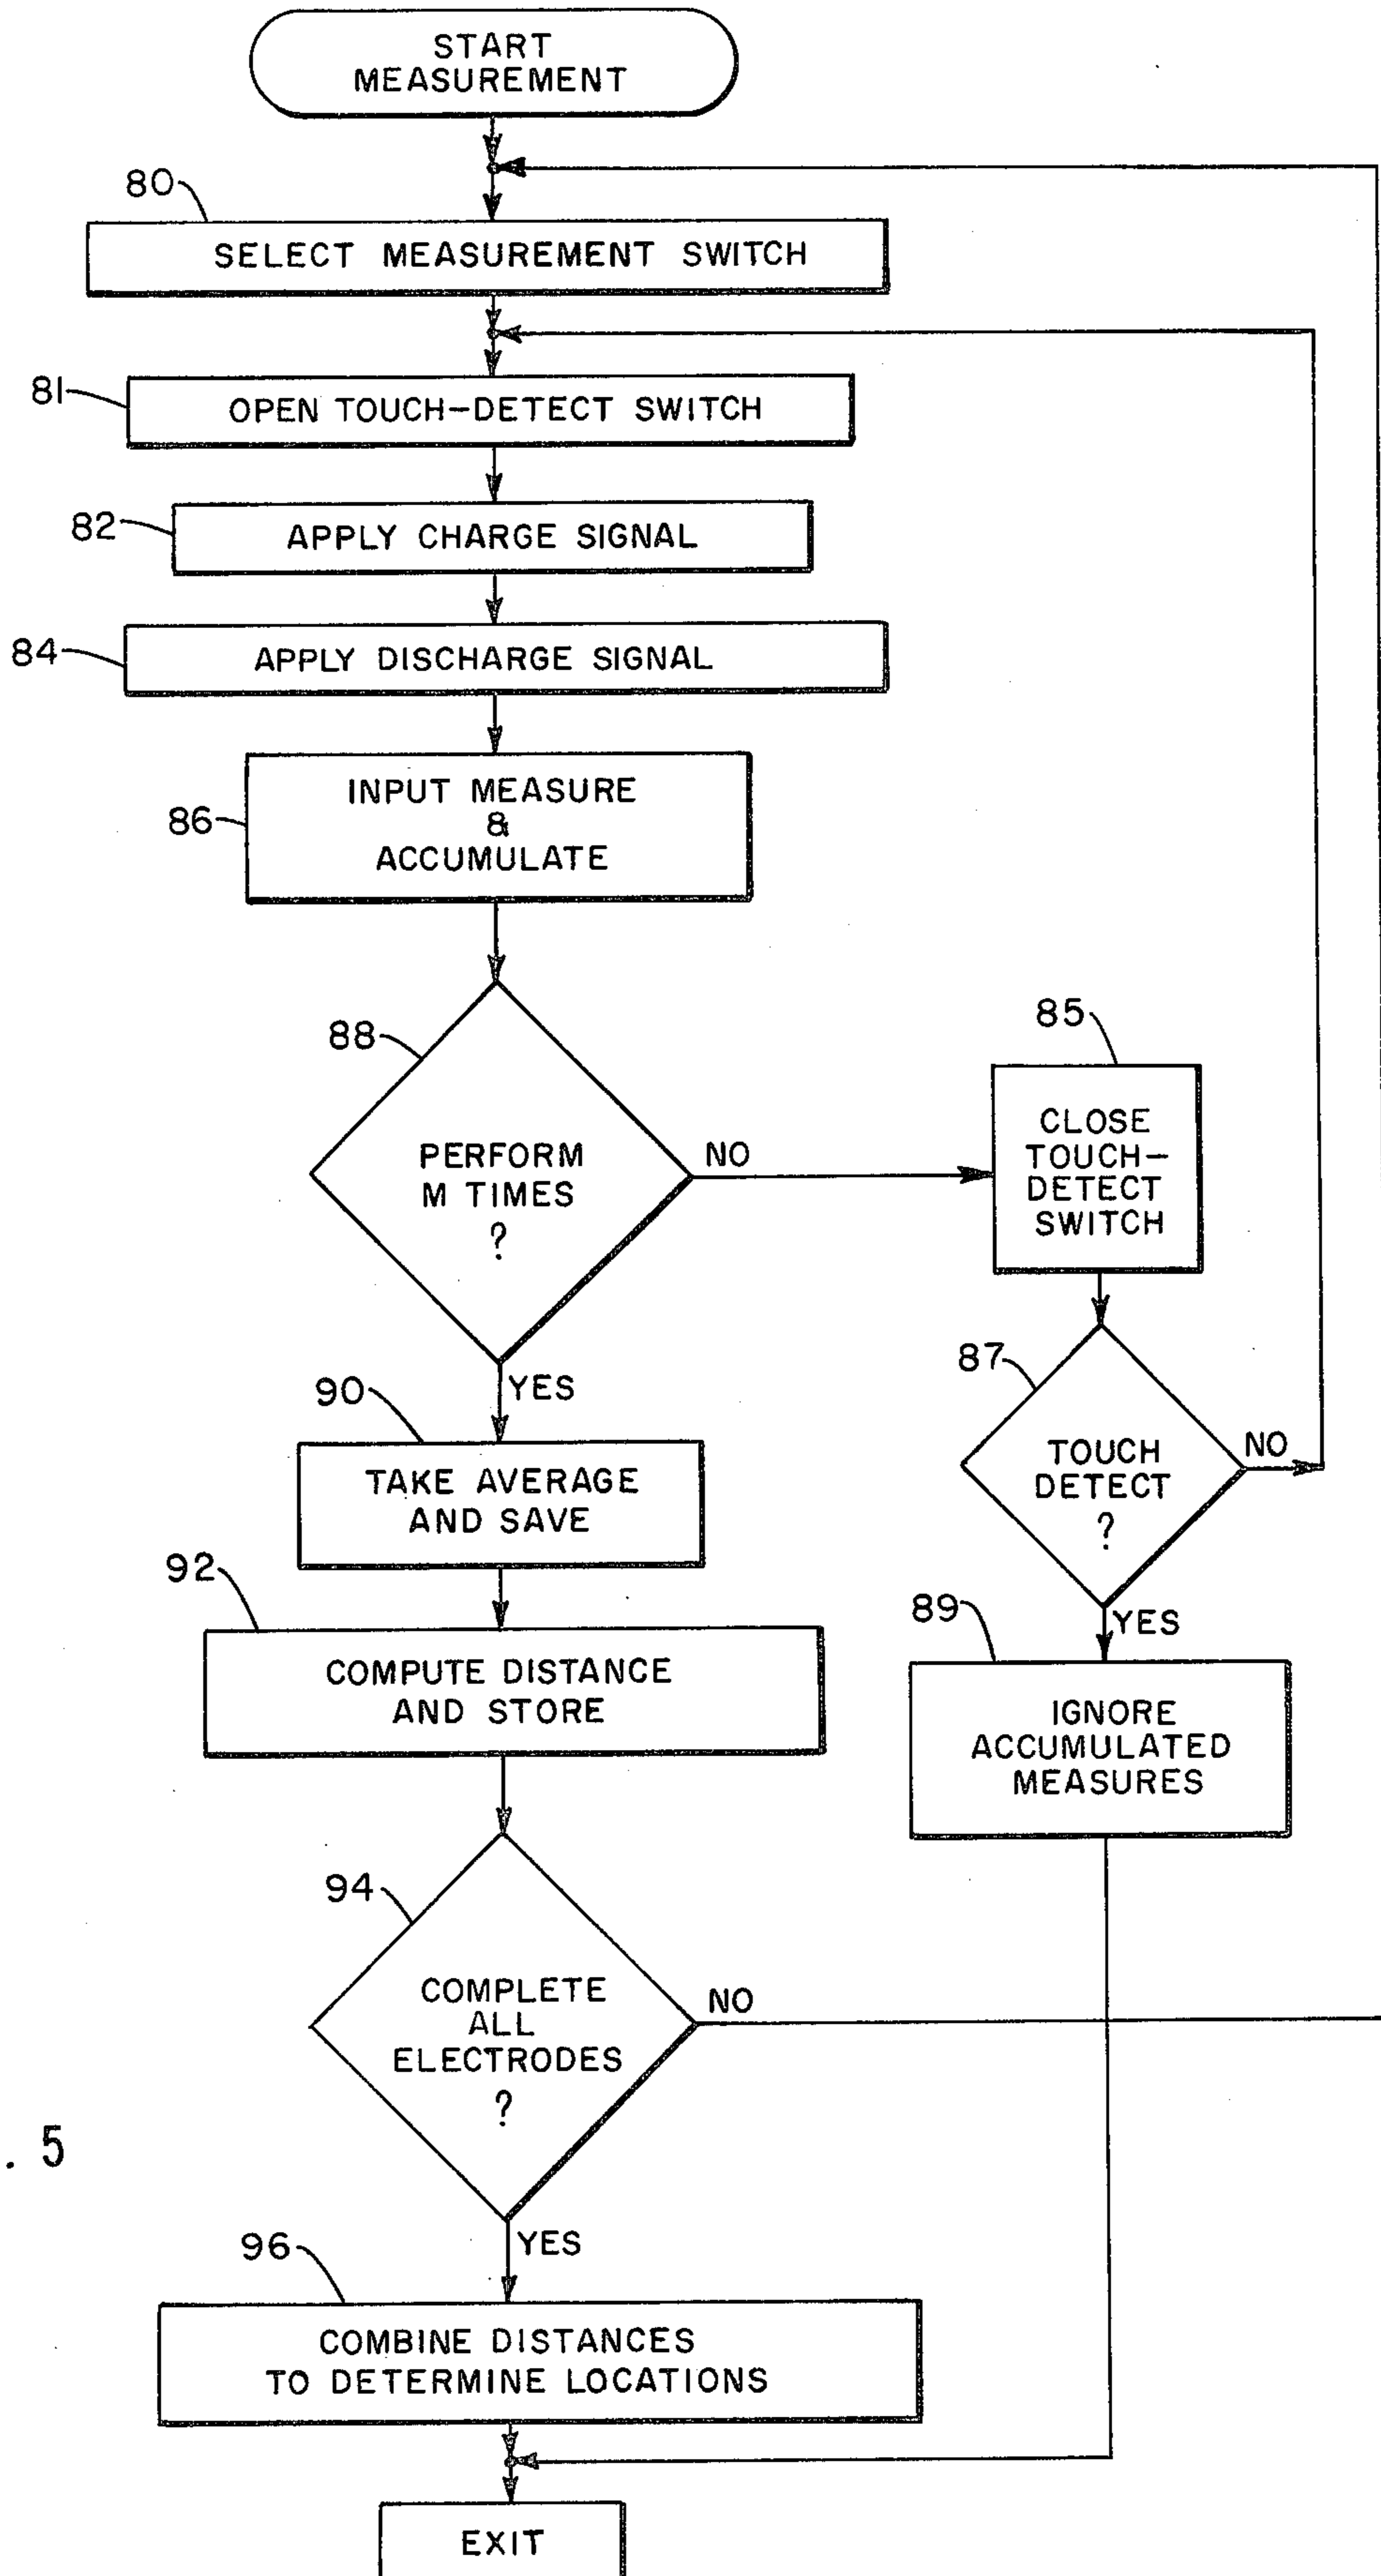 START
MEASUREMENT
80
SELECT MEASUREMENT SWITCH
81
OPEN TOUCH-DETECT SWITCH
82
APPLY CHARGE SIGNAL
84
APPLY DISCHARGE SIGNAL
86
INPUT MEASURE
&
ACCUMULATE
88
PERFORM
M TIMES
?
NO
85
CLOSE
TOUCH-
DETECT
SWITCH
YES
87
TOUCH
DETECT
?
NO
90
TAKE AVERAGE
AND SAVE
YES
89
IGNORE
ACCUMULATED
MEASURES
92
COMPUTE DISTANCE
AND STORE
94
COMPLETE
ALL
ELECTRODES
?
NO
. 5
YES
96
COMBINE DISTANCES
TO DETERMINE LOCATIONS
EXIT